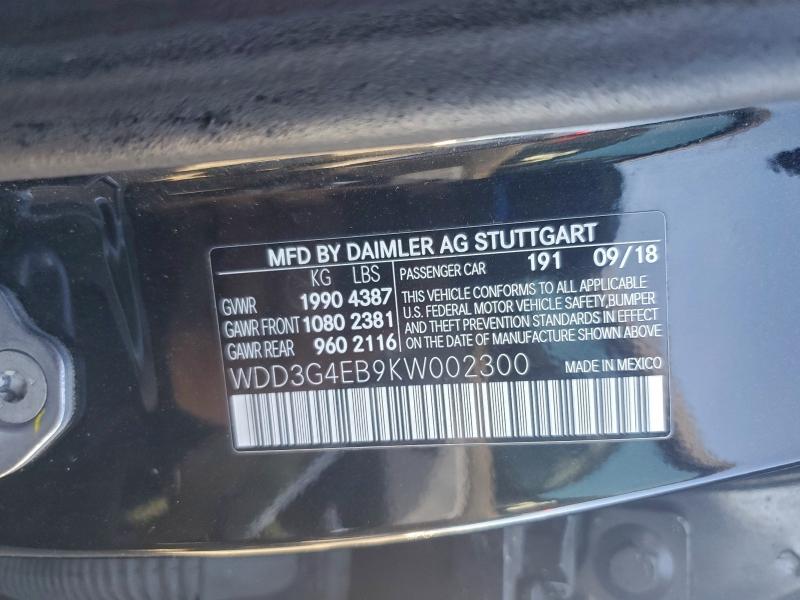 MFD BY DAIMLER AG STUTTGART
KG LBS
GVWR 1990 4387
GAWR FRONT 1080 2381
GAWR REAR 960 2116
PASSENGER CAR 191 09/18
THIS VEHICLE CONFORMS TO ALL APPLICABLE
U.S. FEDERAL MOTOR VEHICLE SAFETY,BUMPER
AND THEFT PREVENTION STANDARDS IN EFFECT
ON THE DATE OF MANUFACTURE SHOWN ABOVE
WDD3G4EB9KW002300 MADE IN MEXICO